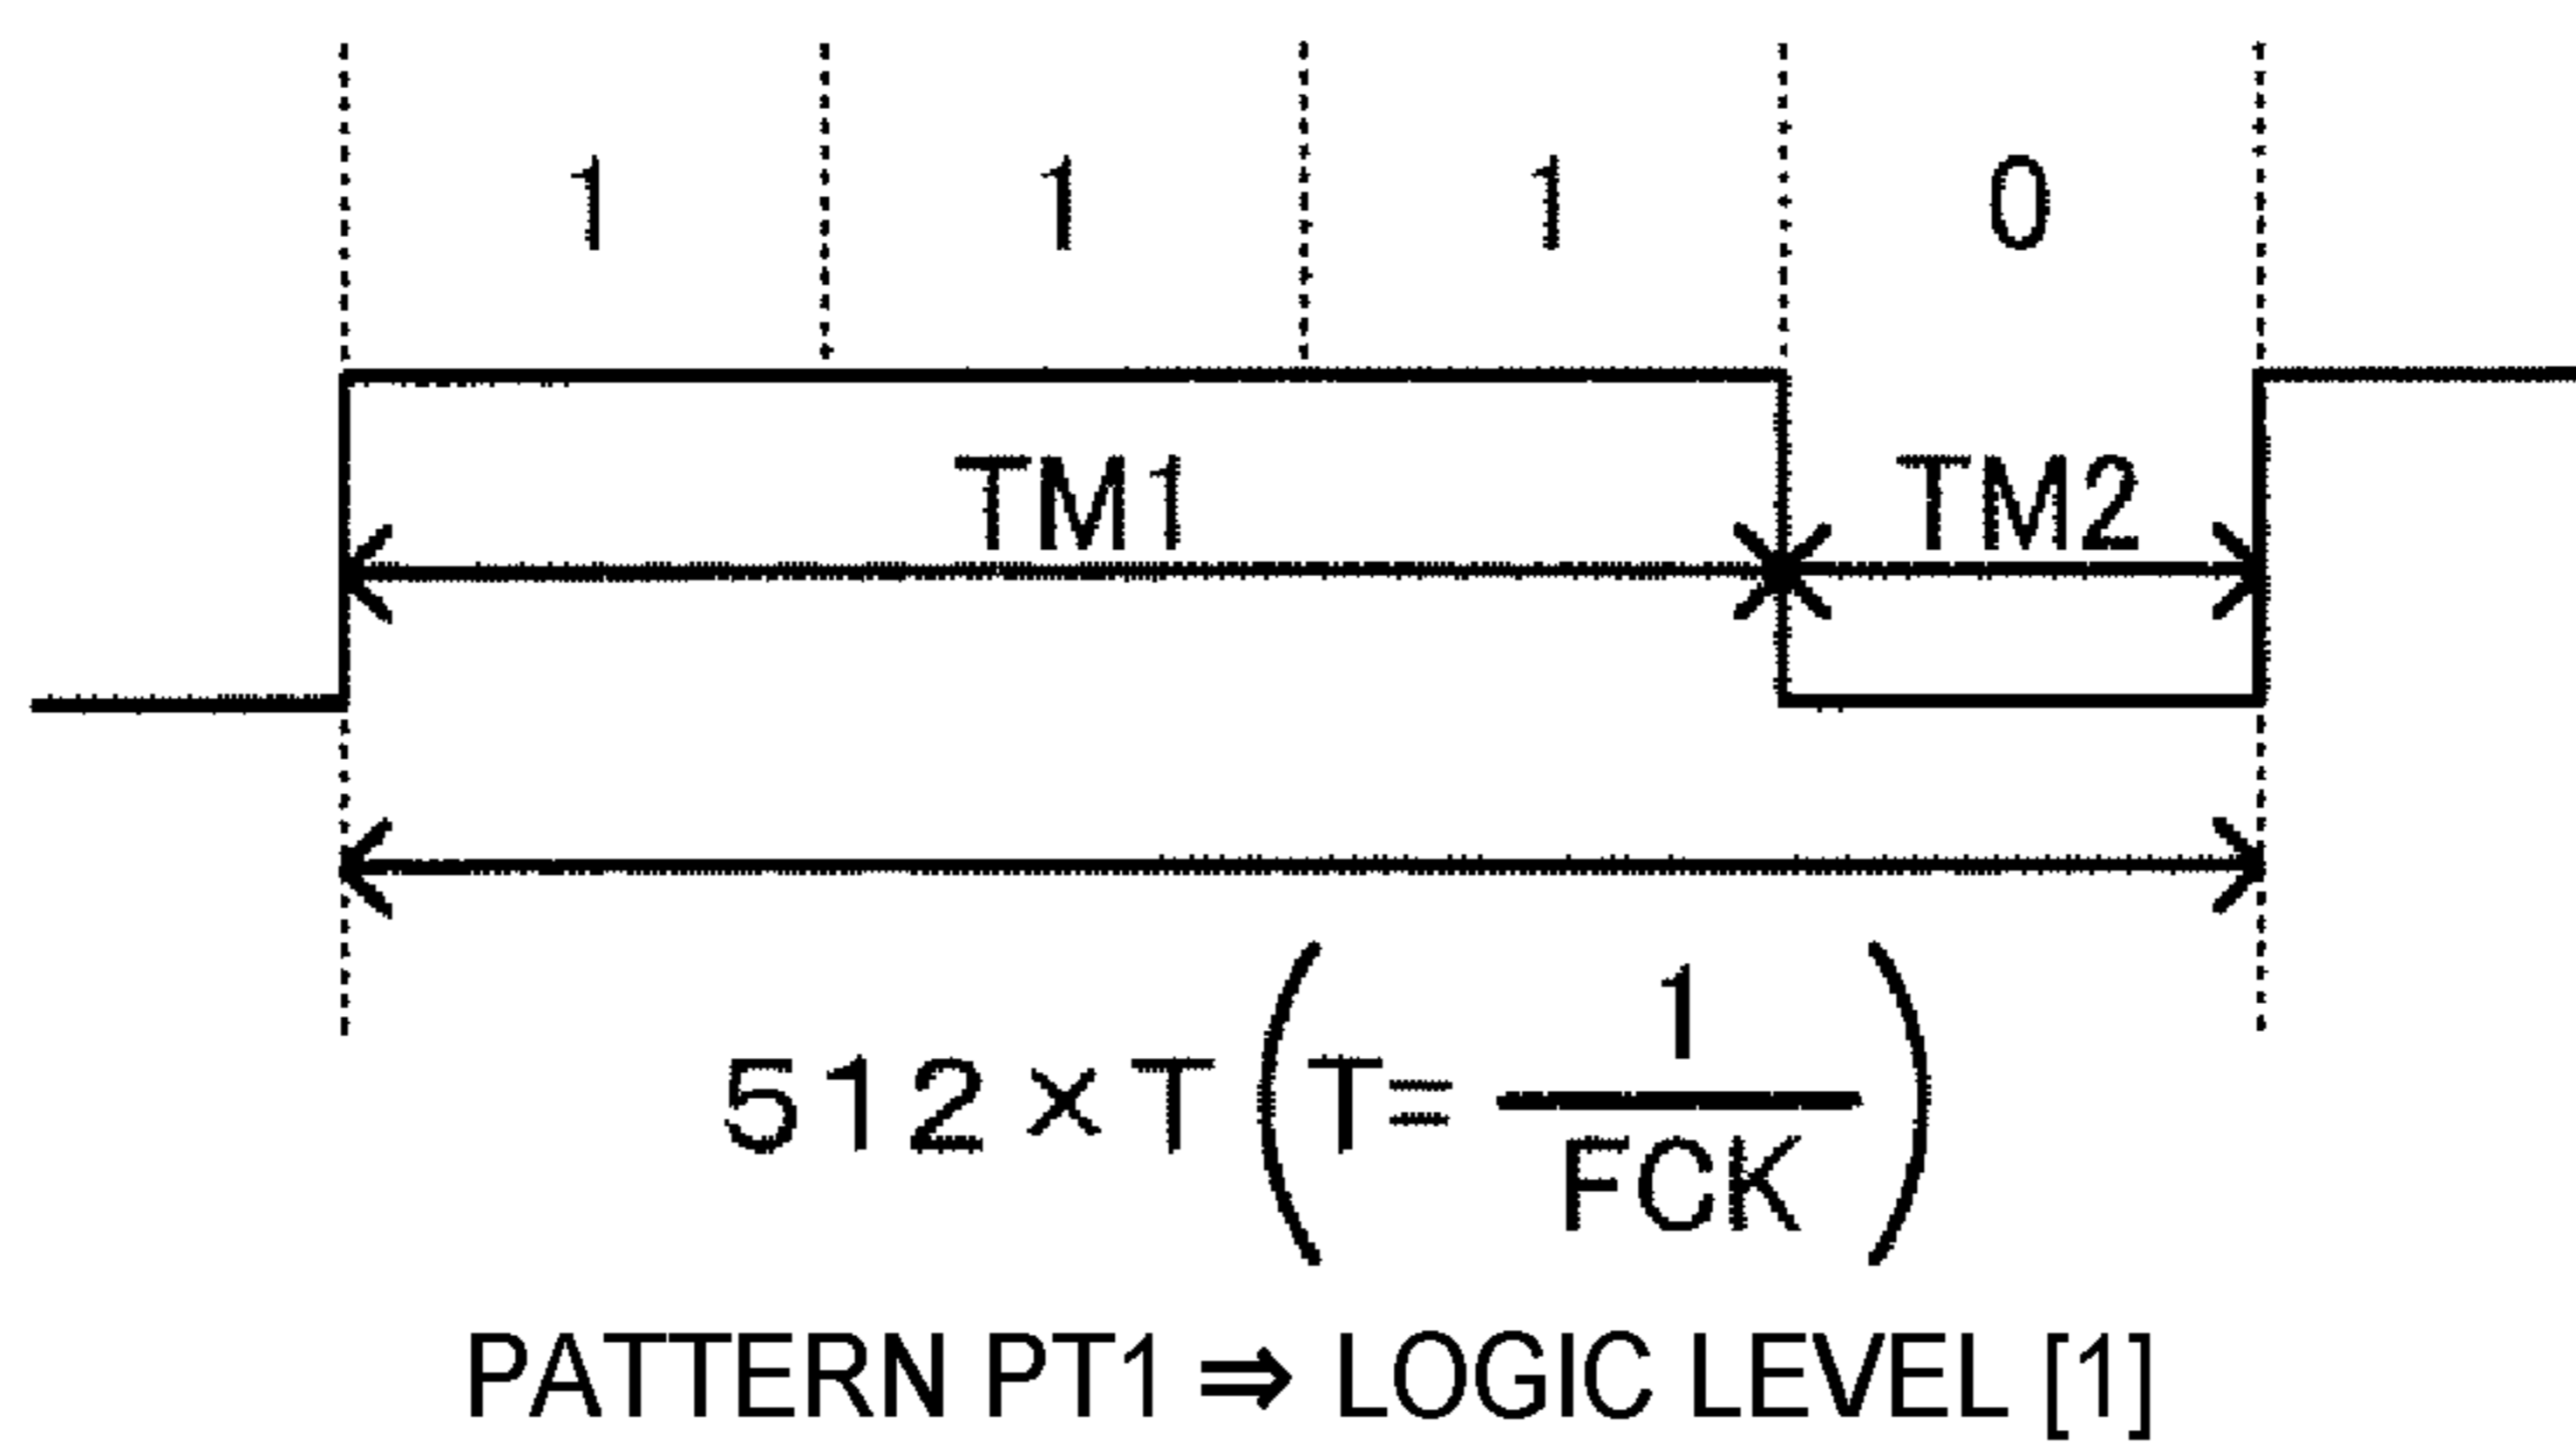 1 1 1 0
TM1 TM2
512×T(T=1/FCK)
PATTERN PT1 ⇒ LOGIC LEVEL [1]